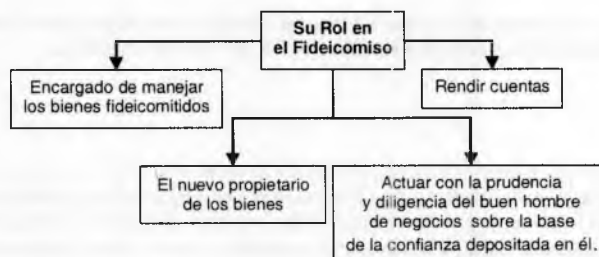 Su Rol en
el Fideicomiso
Encargado de manejar
los bienes fideicomitidos
Rendir cuentas
El nuevo propietario
de los bienes
Actuar con la prudencia
y diligencia del buen hombre
de negocios sobre la base
de la confianza depositada en él.